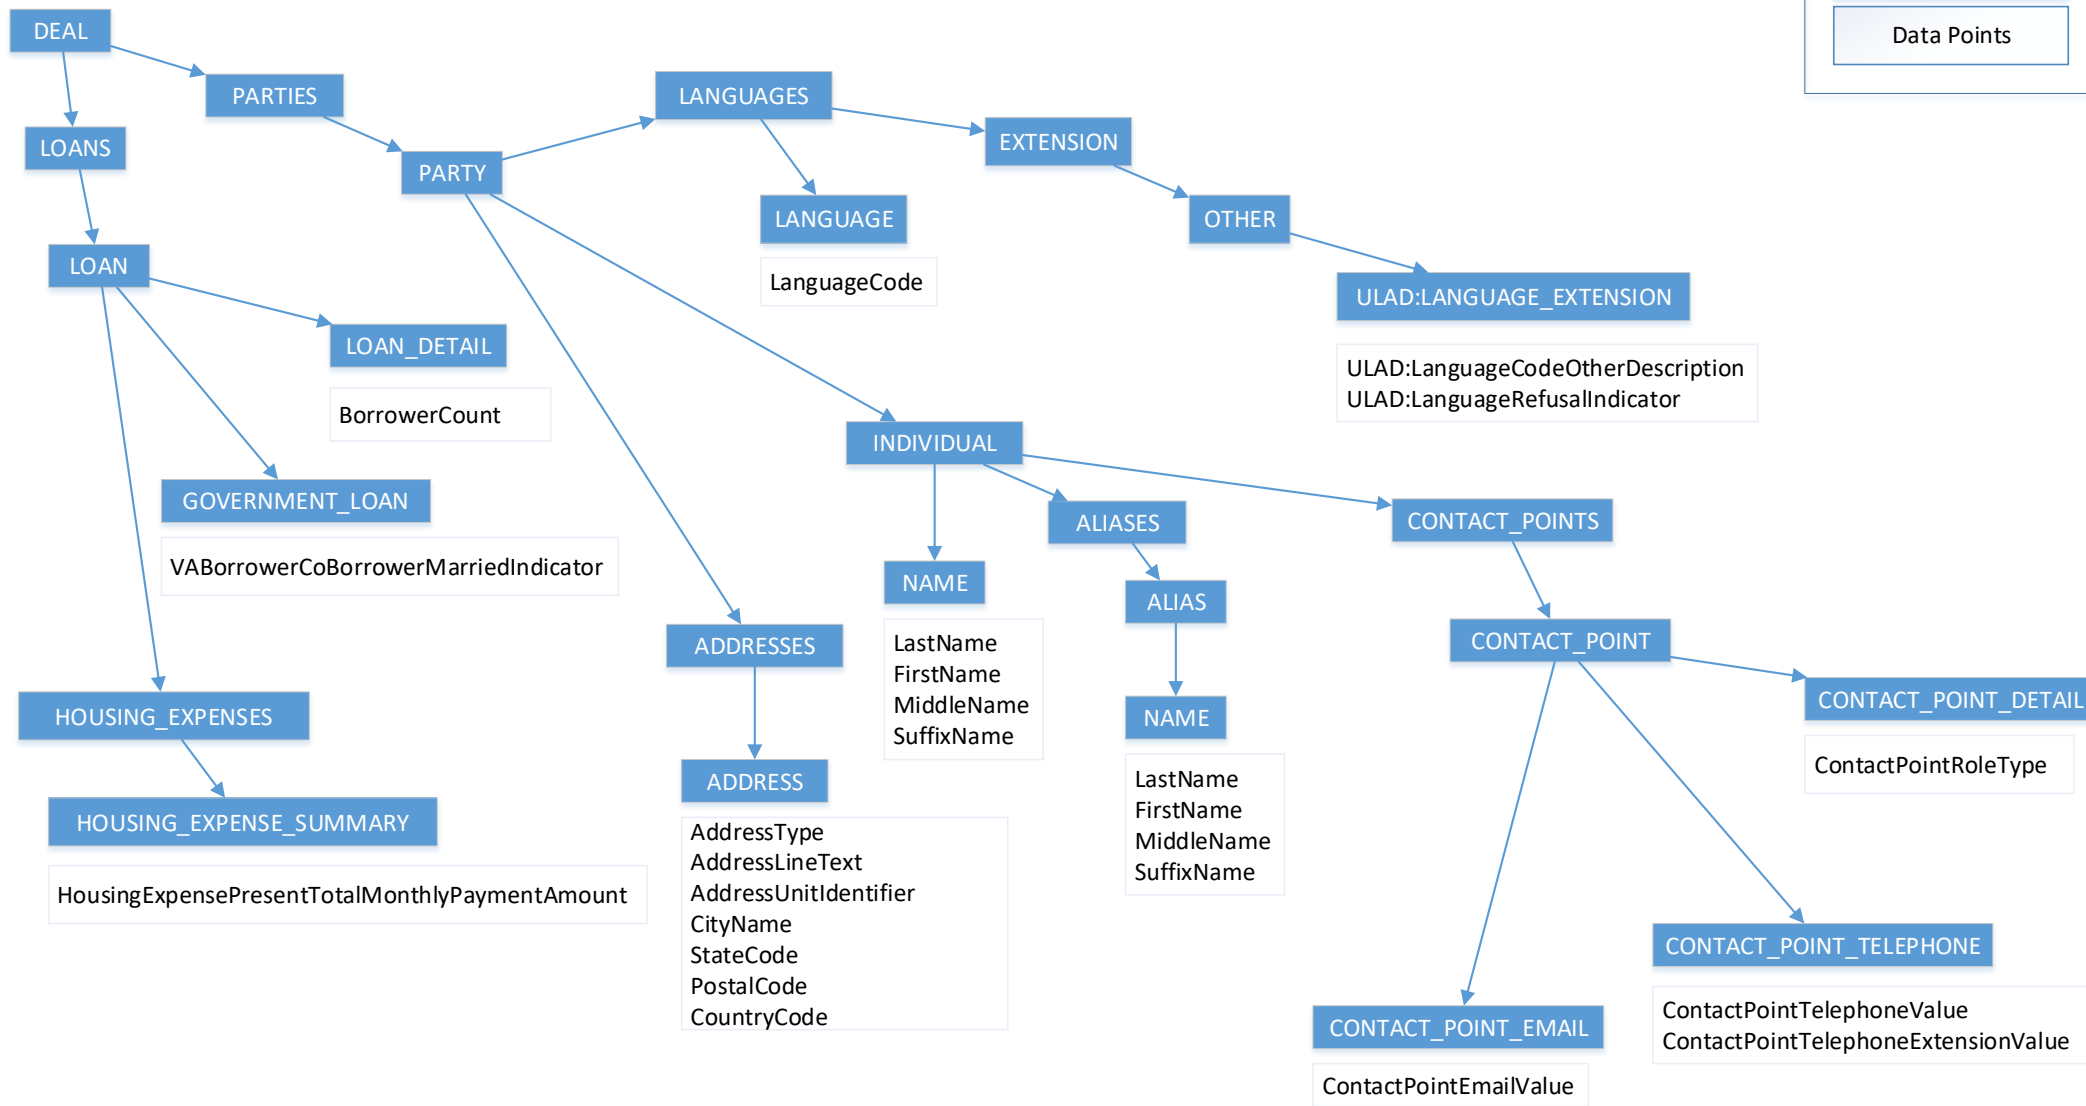 DEAL
Data Points
PARTIES
LANGUAGES
LOANS
EXTENSION
PARTY
LANGUAGE
OTHER
LOAN
LanguageCode
ULAD:LANGUAGE_EXTENSION
LOAN_DETAIL
ULAD:LanguageCodeOtherDescription
ULAD:LanguageRefusalIndicator
BorrowerCount
INDIVIDUAL
GOVERNMENT_LOAN
ALIASES
CONTACT_POINTS
VABorrowerCoBorrowerMarriedIndicator
NAME
ALIAS
ADDRESSES
LastName
FirstName
MiddleName
SuffixName
CONTACT_POINT
HOUSING_EXPENSES
NAME
CONTACT_POINT_DETAIL
ContactPointRoleType
ADDRESS
LastName
FirstName
MiddleName
SuffixName
HOUSING_EXPENSE_SUMMARY
AddressType
AddressLineText
AddressUnitIdentifier
CityName
StateCode
PostalCode
CountryCode
HousingExpensePresentTotalMonthlyPaymentAmount
CONTACT_POINT_TELEPHONE
ContactPointTelephoneValue
ContactPointTelephoneExtensionValue
CONTACT_POINT_EMAIL
ContactPointEmailValue